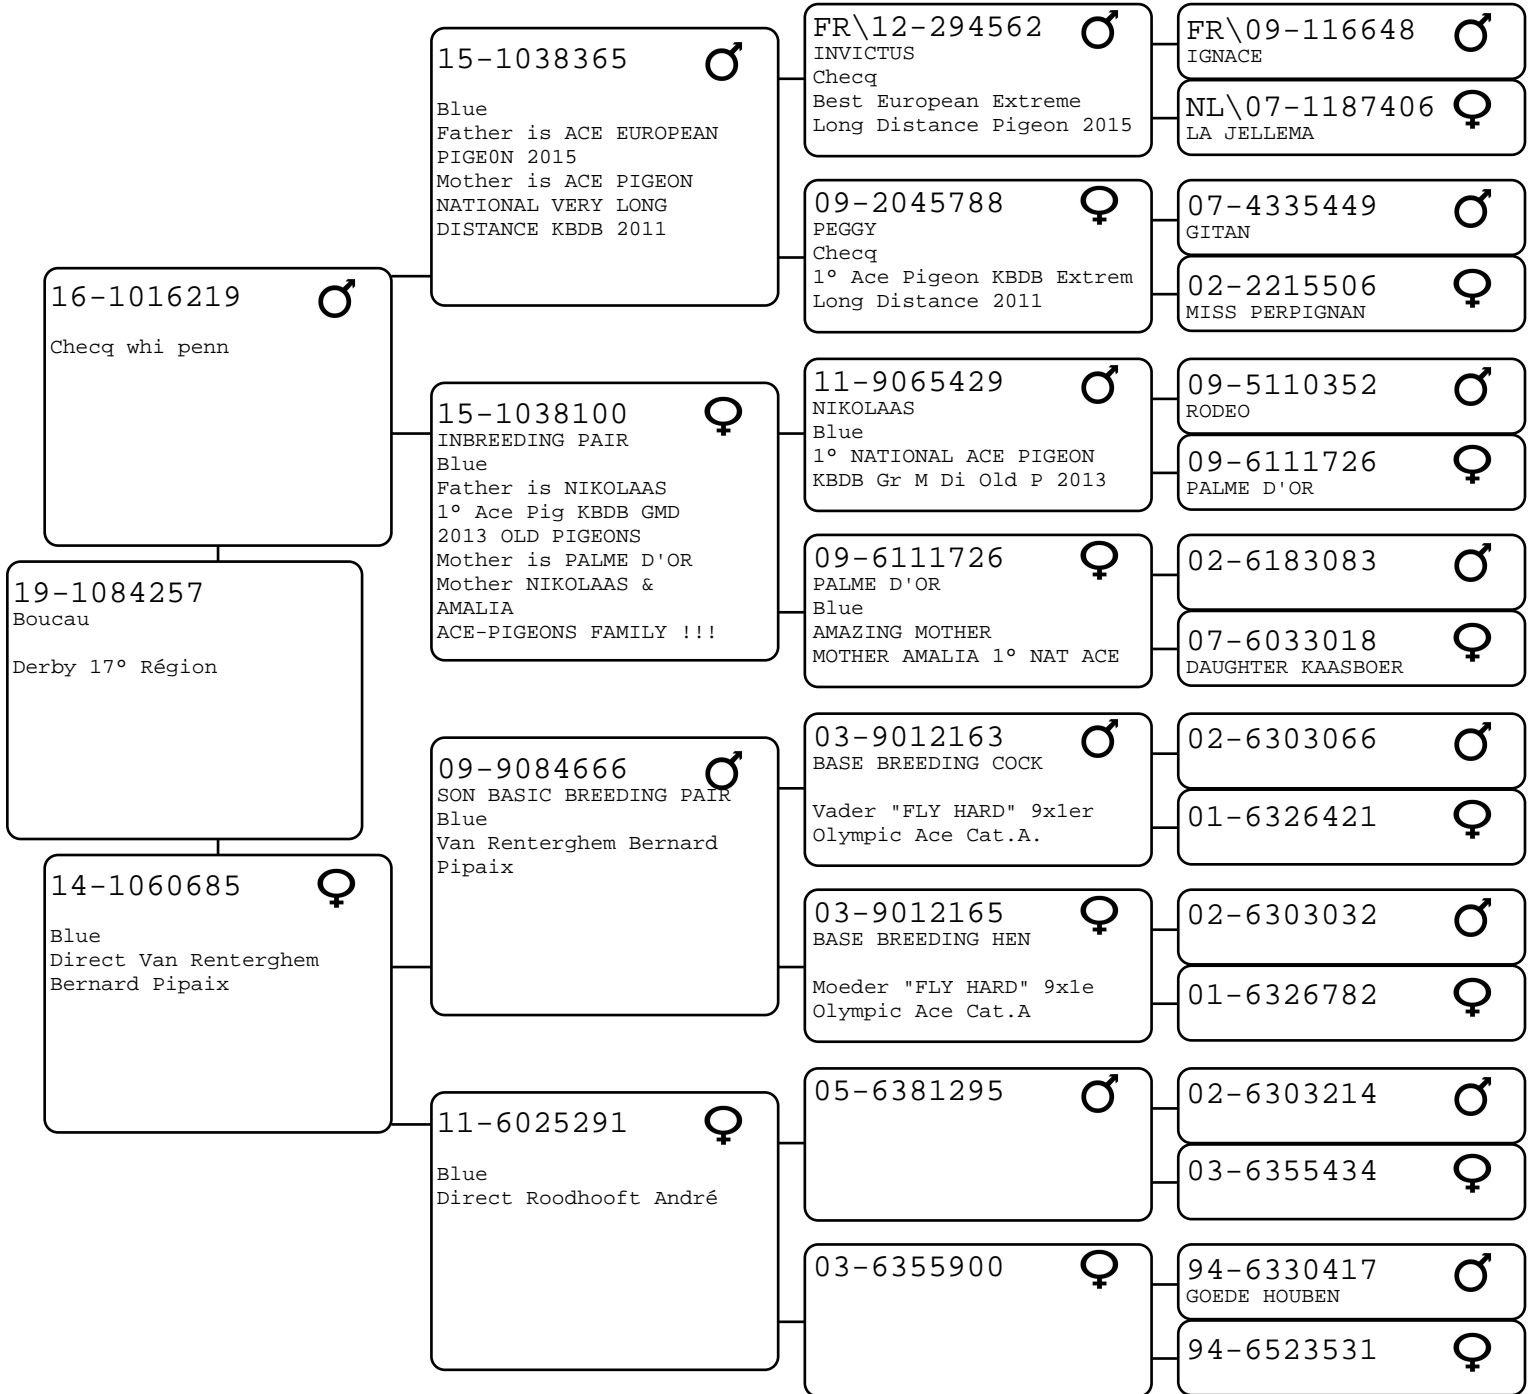 19-1084257
Boucau
Derby 17° Région
16-1016219
Checq whi penn
14-1060685
Blue
Direct Van Renterghem
Bernard Pipaix
15-1038365
Blue
Father is ACE EUROPEAN
PIGE0N 2015
Mother is ACE PIGEON
NATIONAL VERY LONG
DISTANCE KBDB 2011
15-1038100
INBREEDING PAIR
Blue
Father is NIKOLAAS
1° Ace Pig KBDB GMD
2013 OLD PIGEONS
Mother is PALME D'OR
Mother NIKOLAAS &
AMALIA
ACE-PIGEONS FAMILY !!!
09-9084666
SON BASIC BREEDING PAIR
Blue
Van Renterghem Bernard
Pipaix
11-6025291
Blue
Direct Roodhooft André
FR\12-294562
INVICTUS
Checq
Best European Extreme
Long Distance Pigeon 2015
09-2045788
PEGGY
Checq
1° Ace Pigeon KBDB Extrem
Long Distance 2011
11-9065429
NIKOLAAS
Blue
1° NATIONAL ACE PIGEON
KBDB Gr M Di Old P 2013
09-6111726
PALME D'OR
Blue
AMAZING MOTHER
MOTHER AMALIA 1° NAT ACE
03-9012163
BASE BREEDING COCK
Vader "FLY HARD" 9x1er
Olympic Ace Cat.A.
03-9012165
BASE BREEDING HEN
Moeder "FLY HARD" 9x1e
Olympic Ace Cat.A
05-6381295
03-6355900
FR\09-116648
IGNACE
NL\07-1187406
LA JELLEMA
07-4335449
GITAN
02-2215506
MISS PERPIGNAN
09-5110352
RODEO
09-6111726
PALME D'OR
02-6183083
07-6033018
DAUGHTER KAASBOER
02-6303066
01-6326421
02-6303032
01-6326782
02-6303214
03-6355434
94-6330417
GOEDE HOUBEN
94-6523531